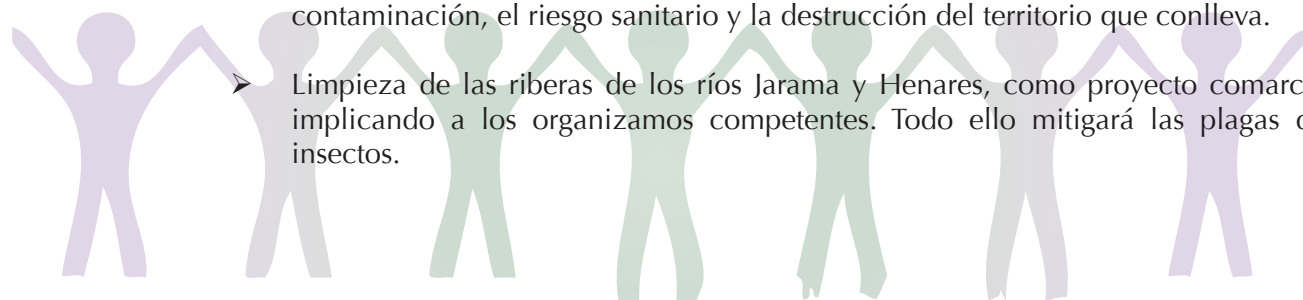 contaminación, el riesgo sanitario y la destrucción del territorio que conlleva.
➢ Limpieza de las riberas de los ríos Jarama y Henares, como proyecto comarc
implicando a los organizamos competentes. Todo ello mitigará las plagas d
insectos.